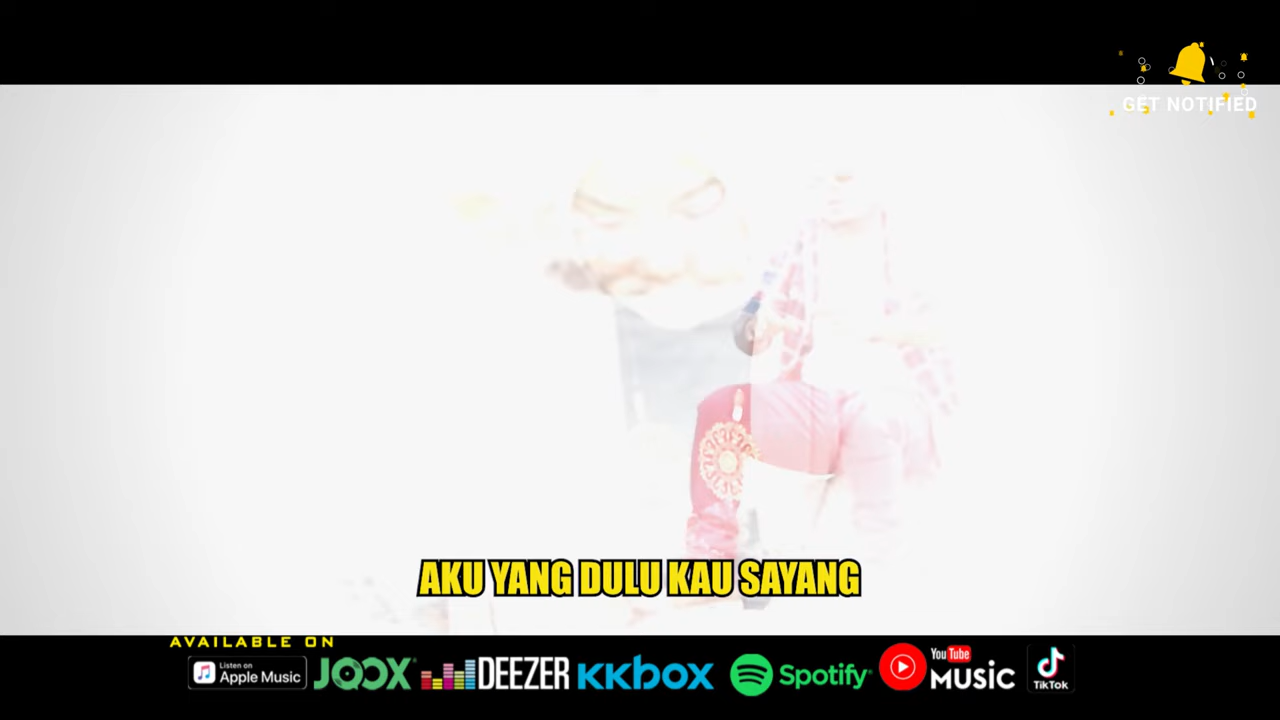 GET NOTIFIED
AKU YANG DULU KAU SAYANG
AVAILABLE ON
Listen on
Apple Music
JOOX
DEEZER
KKBOX
Spotify
YouTube
MUSIC
TikTok